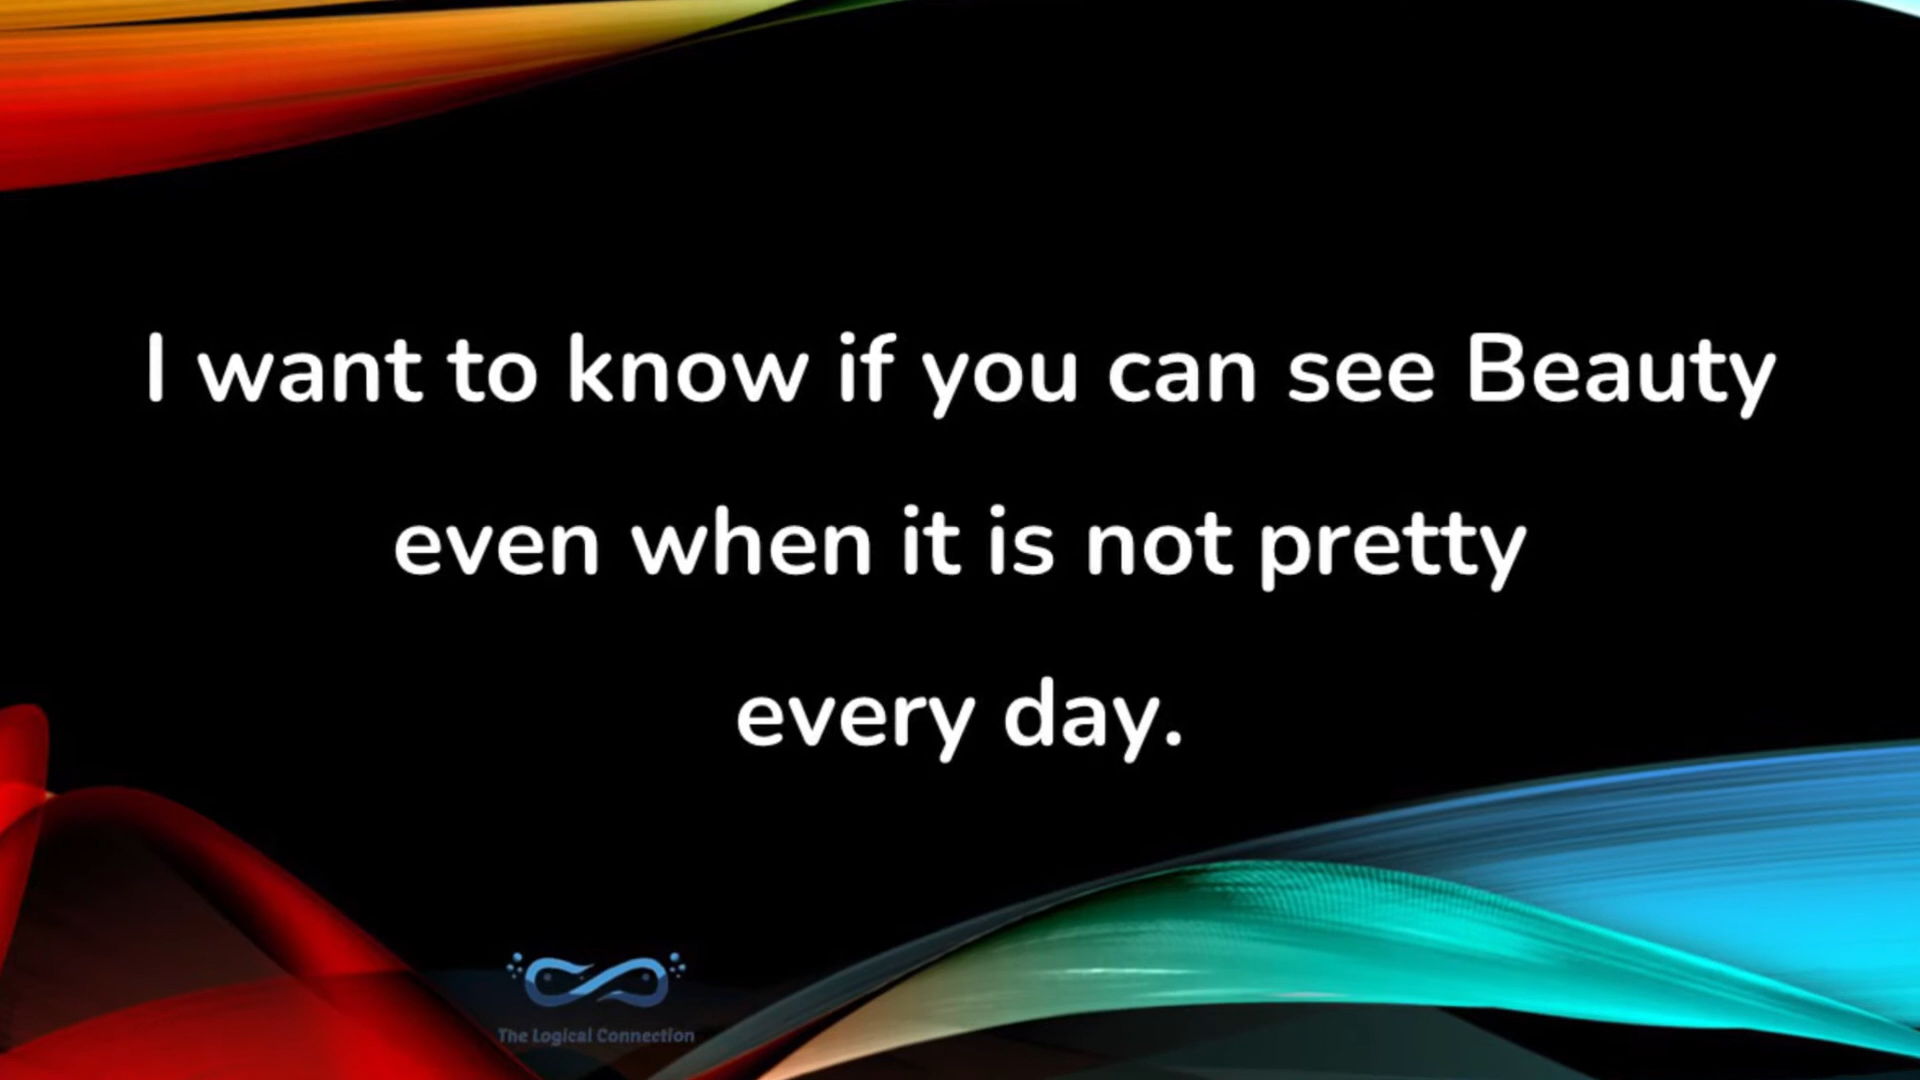 I want to know if you can see Beauty
even when it is not pretty
every day.
The Logical Connection